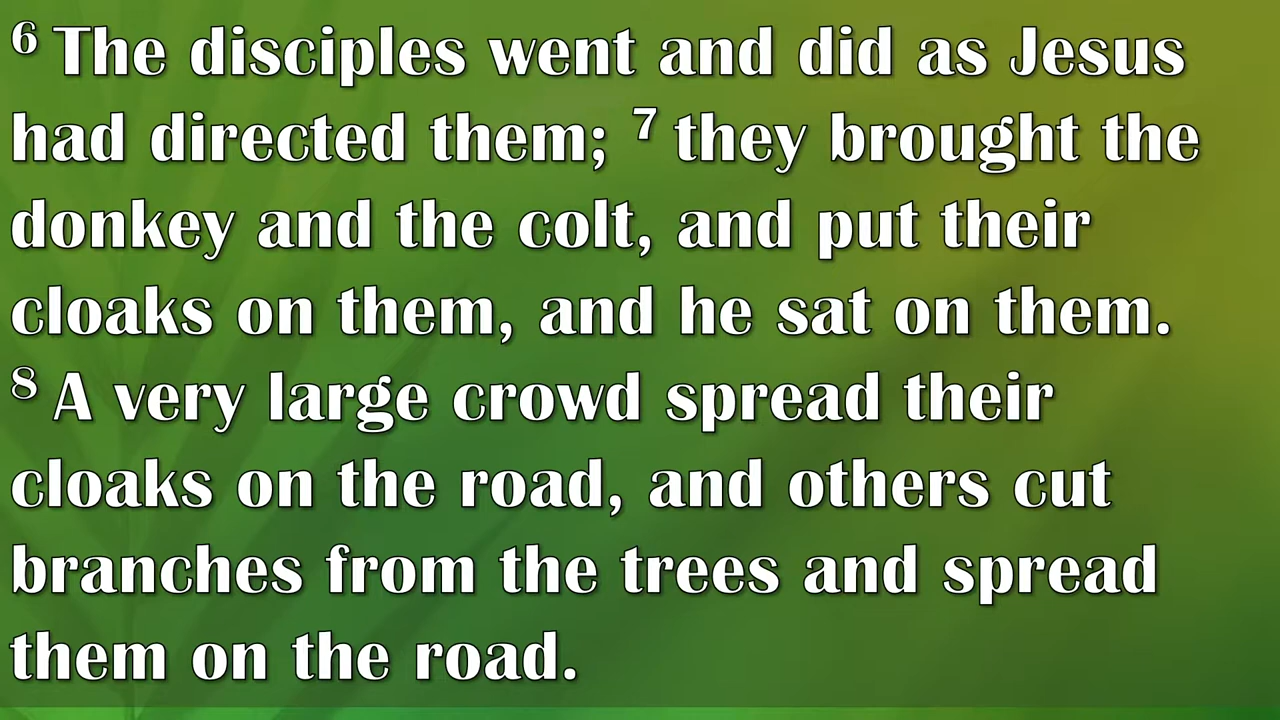 ⁶ The disciples went and did as Jesus
had directed them; ⁷ they brought the
donkey and the colt, and put their
cloaks on them, and he sat on them.
⁸ A very large crowd spread their
cloaks on the road, and others cut
branches from the trees and spread
them on the road.